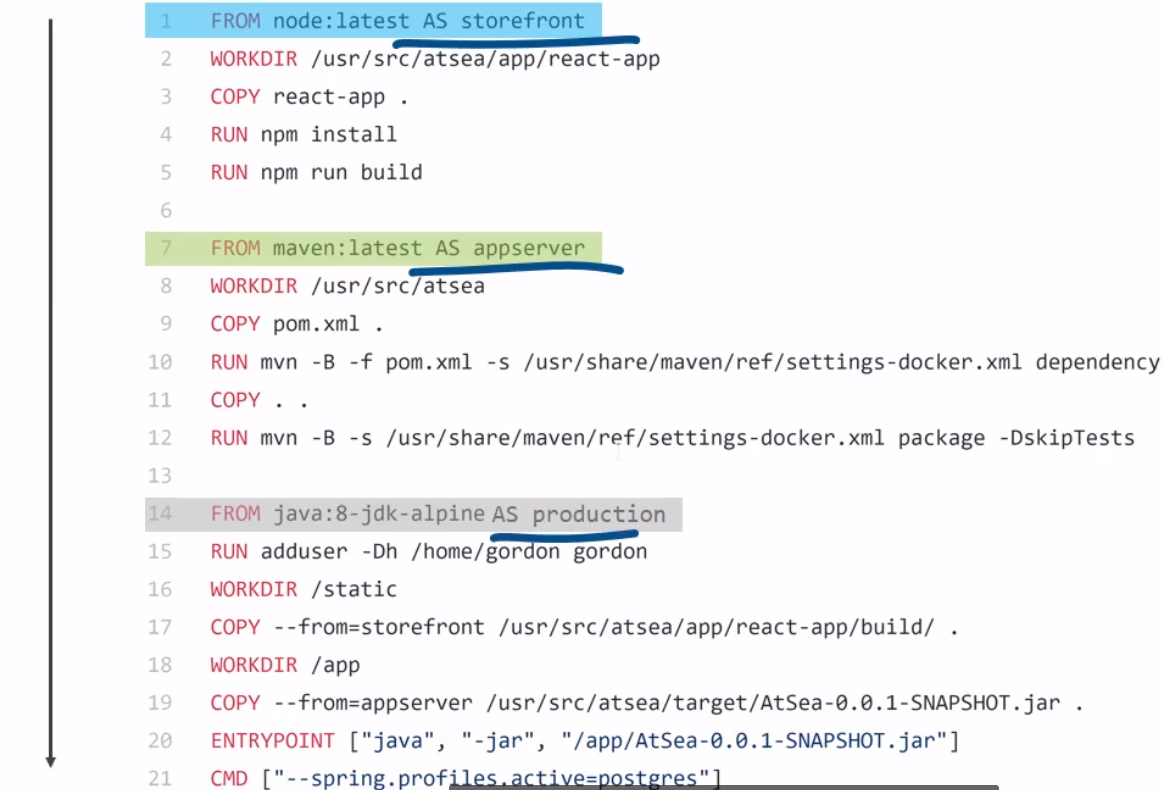 1 FROM node:latest AS storefront
2 WORKDIR /usr/src/atsea/app/react-app
3 COPY react-app .
4 RUN npm install
5 RUN npm run build
6
7 FROM maven:latest AS appserver
8 WORKDIR /usr/src/atsea
9 COPY pom.xml .
10 RUN mvn -B -f pom.xml -s /usr/share/maven/ref/settings-docker.xml dependency
11 COPY . .
12 RUN mvn -B -s /usr/share/maven/ref/settings-docker.xml package -DskipTests
13
14 FROM java:8-jdk-alpine AS production
15 RUN adduser -Dh /home/gordon gordon
16 WORKDIR /static
17 COPY --from=storefront /usr/src/atsea/app/react-app/build/ .
18 WORKDIR /app
19 COPY --from=appserver /usr/src/atsea/target/AtSea-0.0.1-SNAPSHOT.jar .
20 ENTRYPOINT ["java", "-jar", "/app/AtSea-0.0.1-SNAPSHOT.jar"]
21 CMD ["--spring.profiles.active=postgres"]